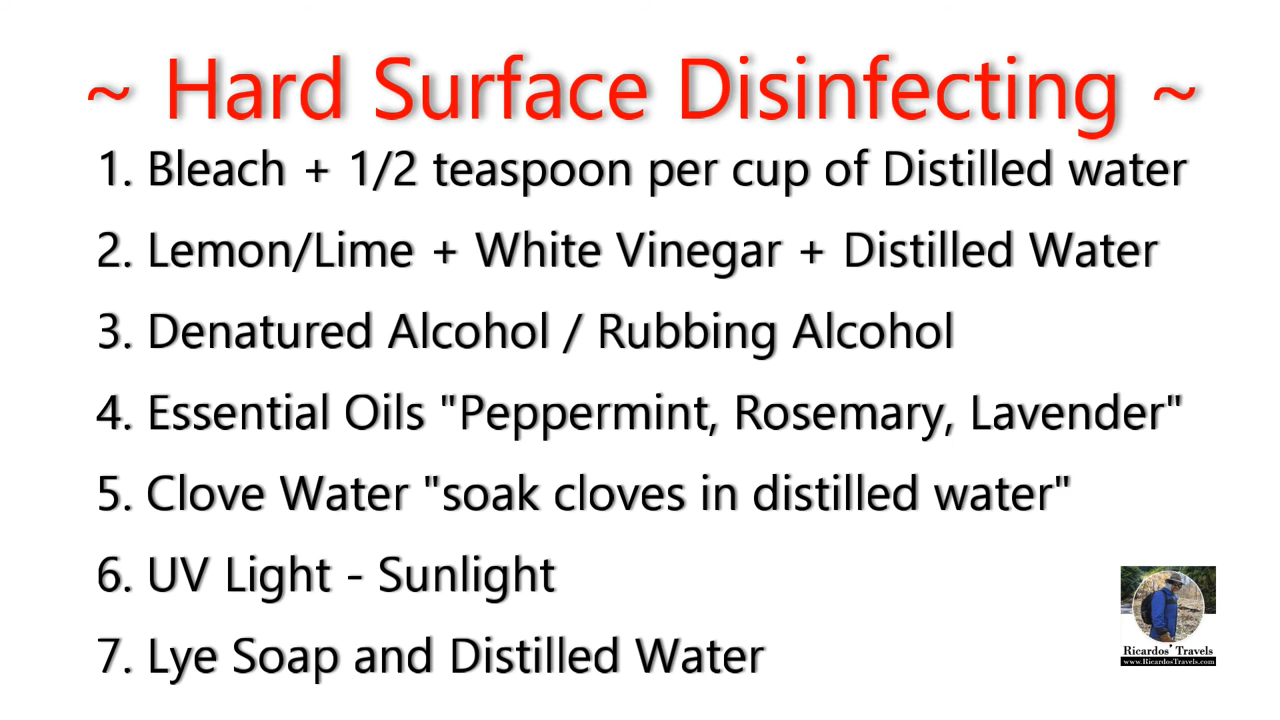 ~ Hard Surface Disinfecting ~
1. Bleach + 1/2 teaspoon per cup of Distilled water
2. Lemon/Lime + White Vinegar + Distilled Water
3. Denatured Alcohol / Rubbing Alcohol
4. Essential Oils "Peppermint, Rosemary, Lavender"
5. Clove Water "soak cloves in distilled water"
6. UV Light - Sunlight
7. Lye Soap and Distilled Water
Ricardos' Travels
www.RicardosTravels.com